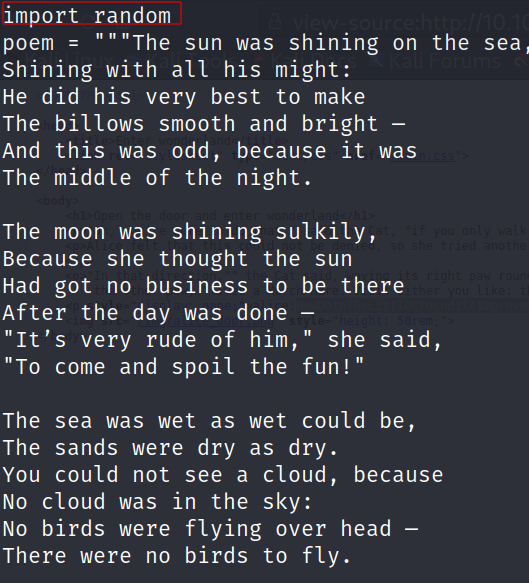 import random
poem = """The sun was shining on the sea,
Shining with all his might:
He did his very best to make
The billows smooth and bright —
And this was odd, because it was
The middle of the night.
The moon was shining sulkily,
Because she thought the sun
Had got no business to be there
After the day was done —
"It’s very rude of him," she said,
"To come and spoil the fun!"
The sea was wet as wet could be,
The sands were dry as dry.
You could not see a cloud, because
No cloud was in the sky:
No birds were flying over head —
There were no birds to fly.